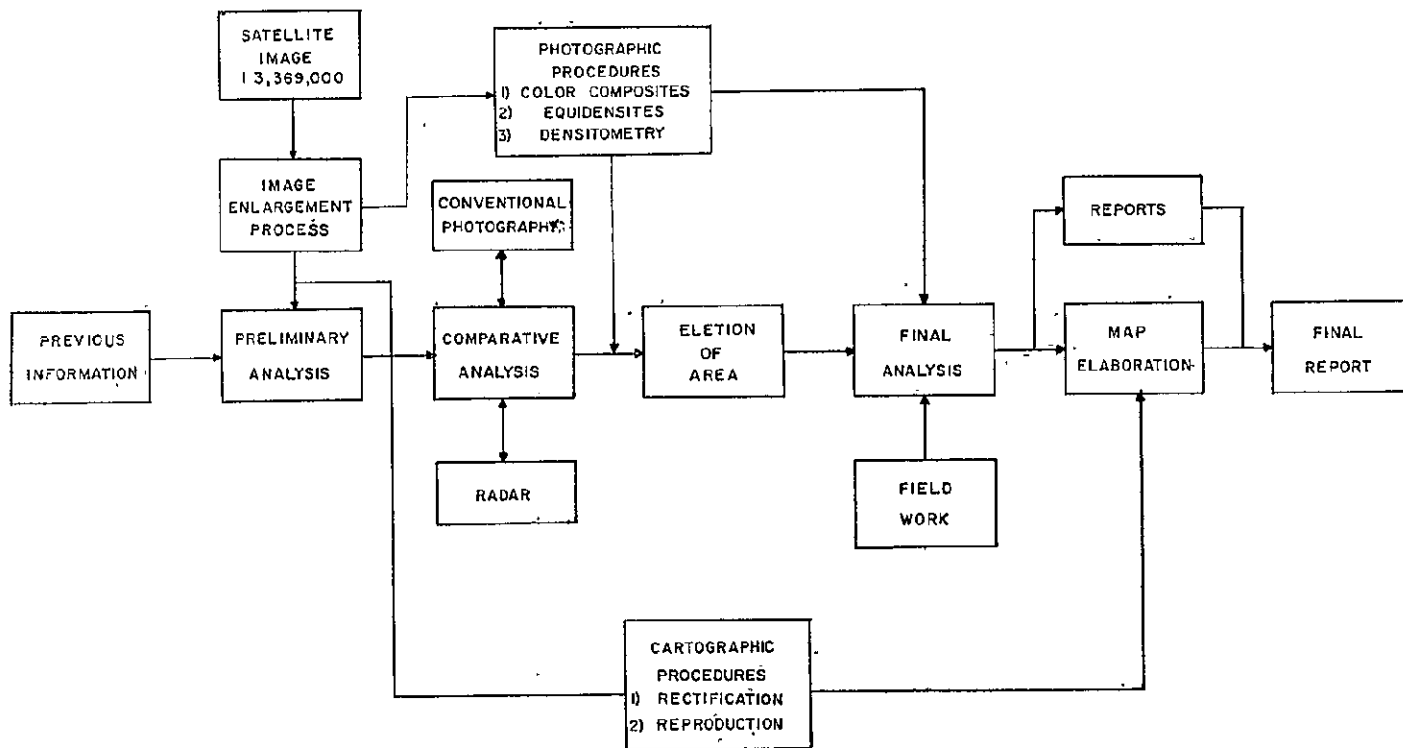 SATELLITE
IMAGE
1 3,369,000
PHOTOGRAPHIC
PROCEDURES
1) COLOR COMPOSITES
2) EQUIDENSITES
3) DENSITOMETRY
IMAGE
ENLARGEMENT
PROCESS
CONVENTIONAL
PHOTOGRAPHYS
REPORTS
PREVIOUS
INFORMATION
PRELIMINARY
ANALYSIS
COMPARATIVE
ANALYSIS
ELETION
OF
AREA
FINAL
ANALYSIS
MAP
ELABORATION
FINAL
REPORT
RADAR
FIELD
WORK
CARTOGRAPHIC
PROCEDURES
1) RECTIFICATION
2) REPRODUCTION